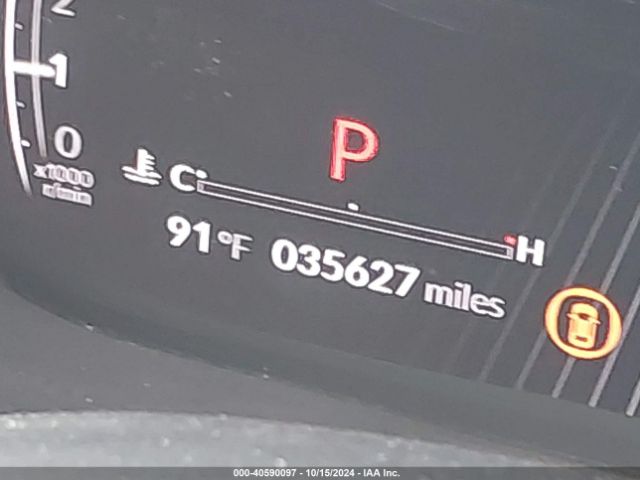 2
1
0
x1000
r/min
P
C
H
91°F 035627 miles
000-40590097 - 10/15/2024 - IAA Inc.